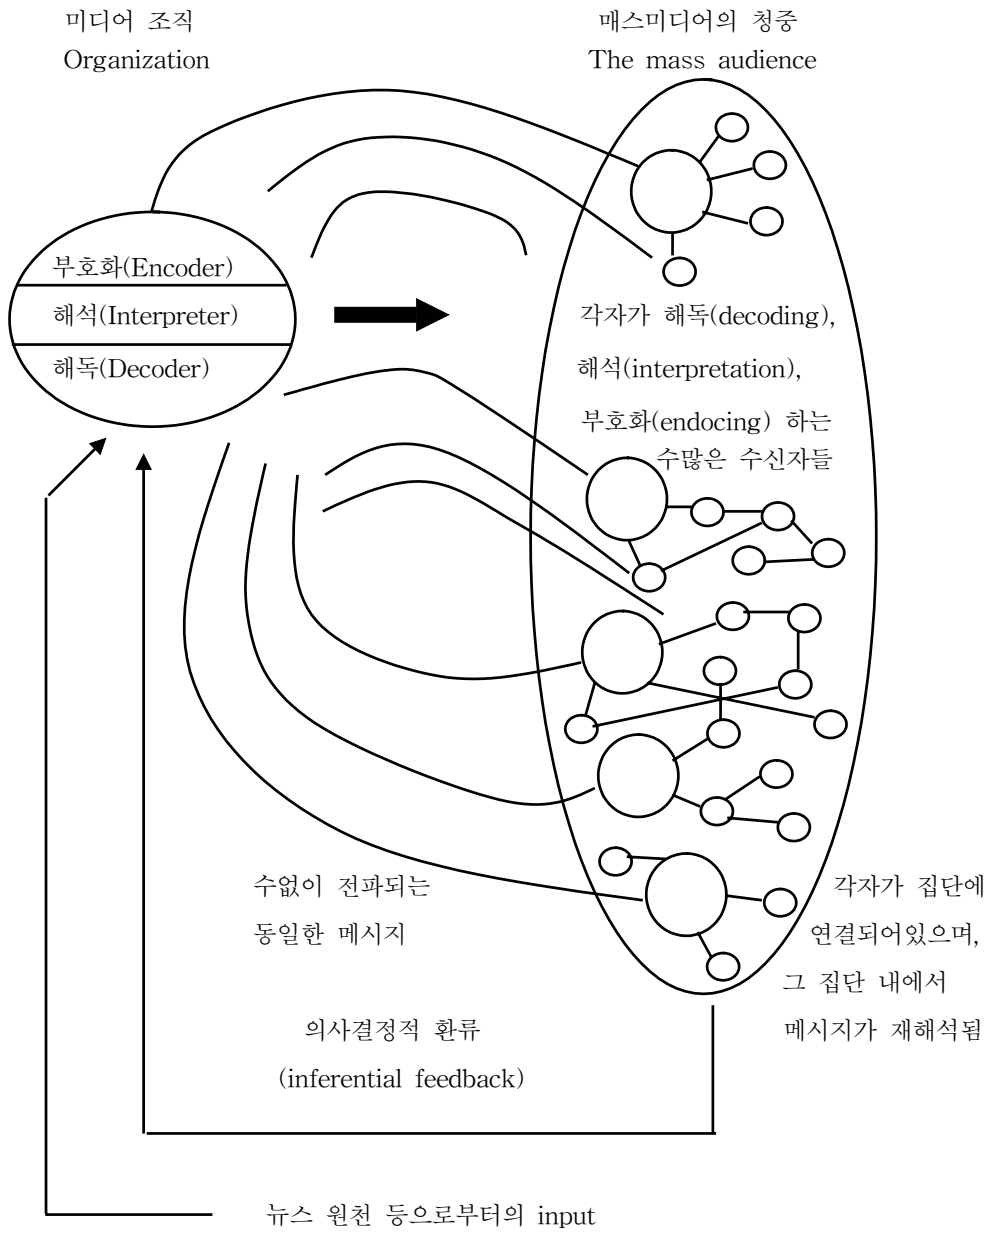 미디어 조직
Organization
매스미디어의 청중
The mass audience
부호화(Encoder)
해석(Interpreter)
해독(Decoder)
각자가 해독(decoding),
해석(interpretation),
부호화(endocing) 하는
수많은 수신자들
수없이 전파되는
동일한 메시지
각자가 집단에
연결되어있으며,
그 집단 내에서
메시지가 재해석됨
의사결정적 환류
(inferential feedback)
뉴스 원천 등으로부터의 input